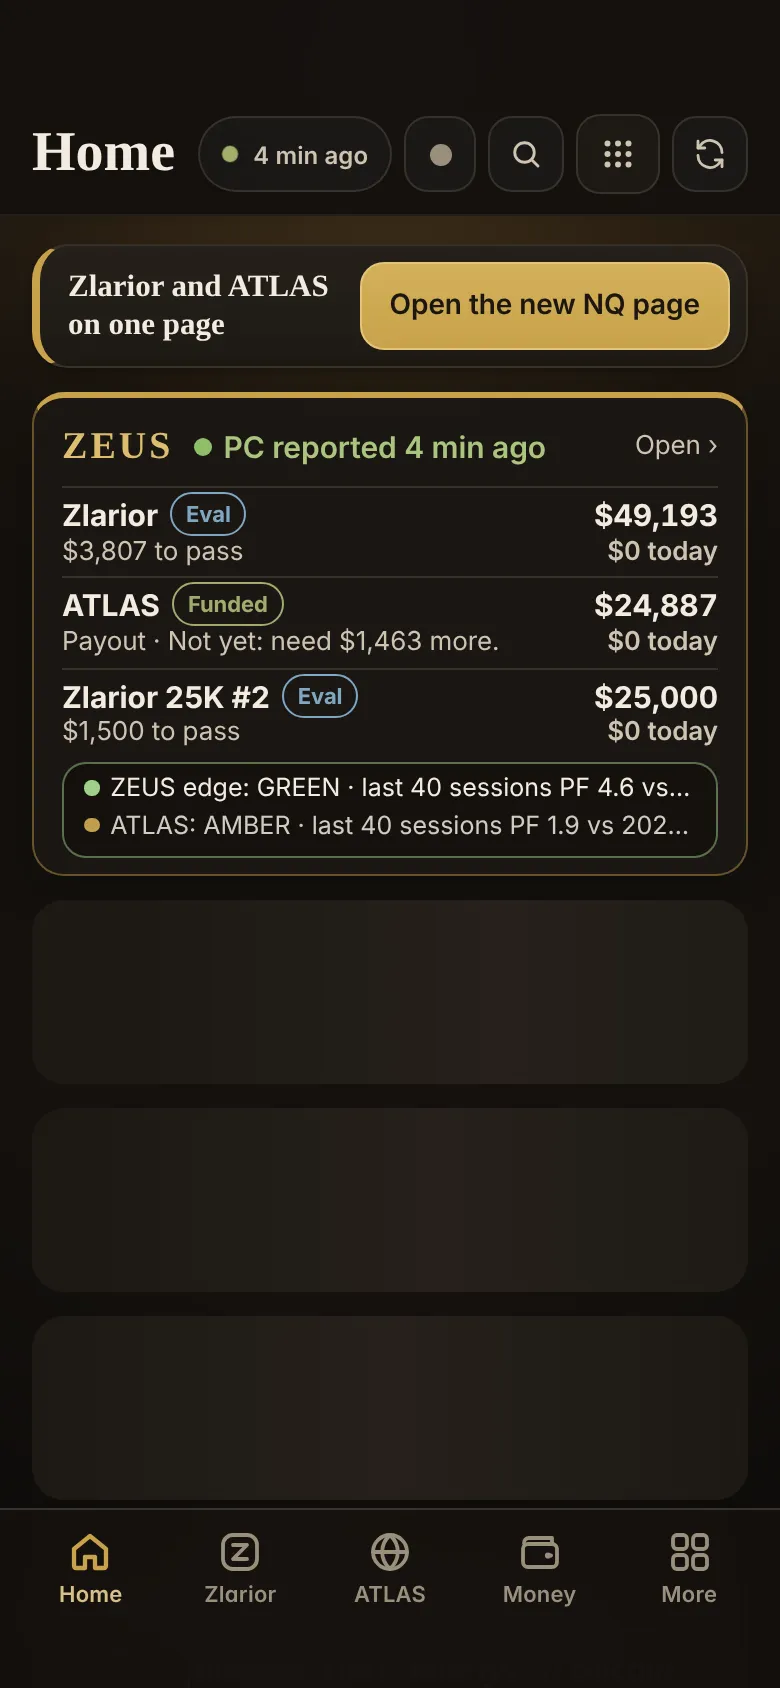 Home
4 min ago
Zlarior and ATLAS
on one page
Open the new NQ page
ZEUS
PC reported 4 min ago
Open ›
Zlarior Eval $49,193
$3,807 to pass $0 today
ATLAS Funded $24,887
Payout · Not yet: need $1,463 more. $0 today
Zlarior 25K #2 Eval $25,000
$1,500 to pass $0 today
ZEUS edge: GREEN · last 40 sessions PF 4.6 vs...
ATLAS: AMBER · last 40 sessions PF 1.9 vs 202...
Home
Zlarior
ATLAS
Money
More